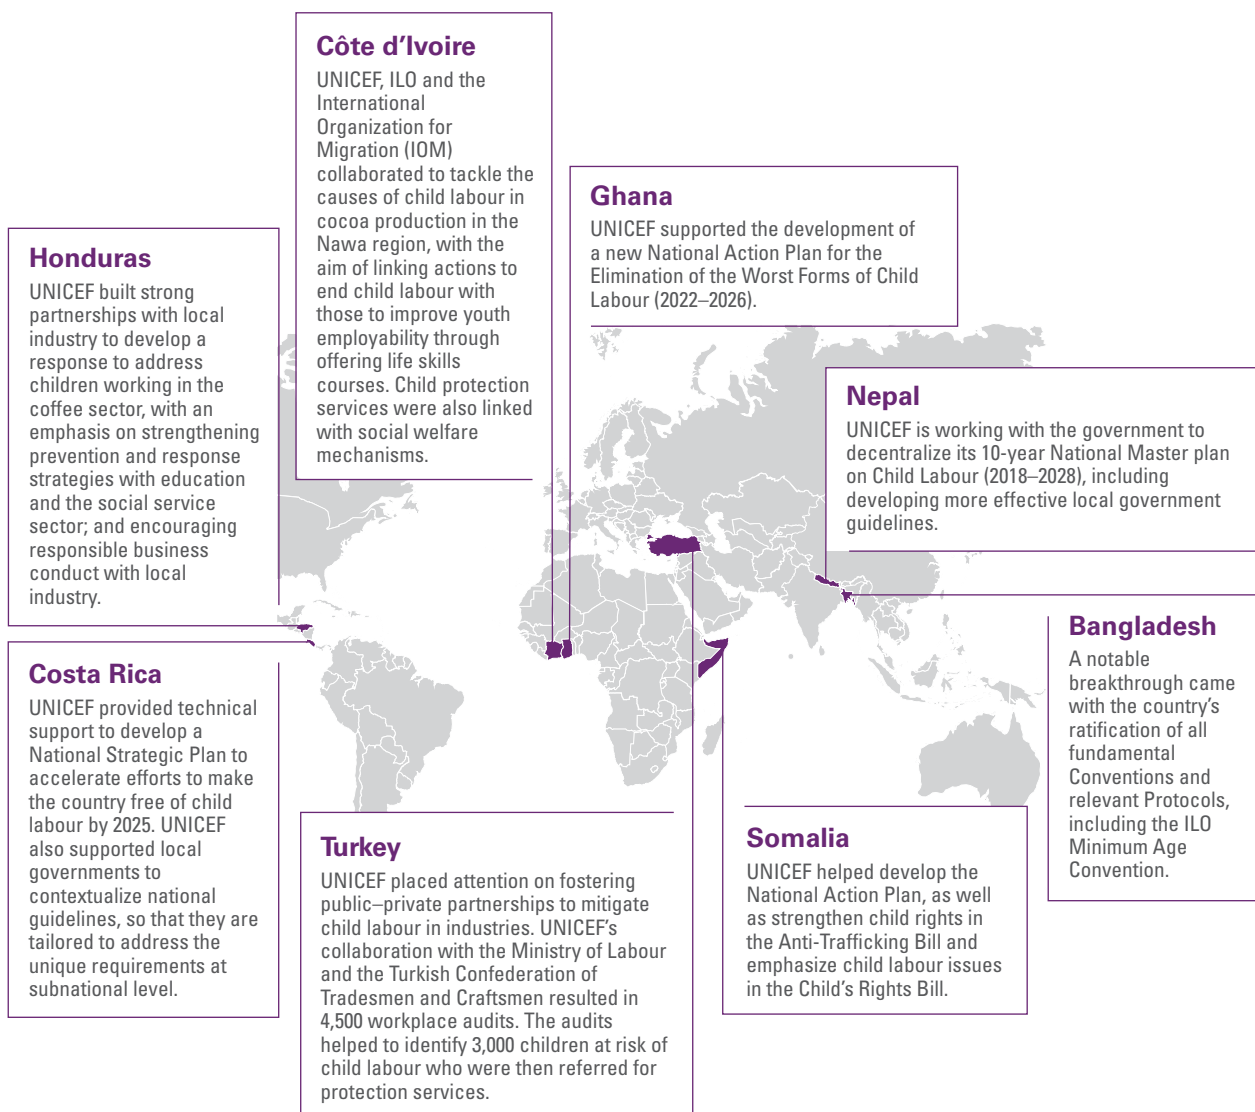 Côte d’Ivoire
UNICEF, ILO and the
International
Organization for
Migration (IOM)
collaborated to tackle the
causes of child labour in
cocoa production in the
Nawa region, with the
aim of linking actions to
end child labour with
those to improve youth
employability through
offering life skills
courses. Child protection
services were also linked
with social welfare
mechanisms.
Ghana
UNICEF supported the development of
a new National Action Plan for the
Elimination of the Worst Forms of Child
Labour (2022–2026).
Honduras
UNICEF built strong
partnerships with local
industry to develop a
response to address
children working in the
coffee sector, with an
emphasis on strengthening
prevention and response
strategies with education
and the social service
sector; and encouraging
responsible business
conduct with local
industry.
Nepal
UNICEF is working with the government to
decentralize its 10-year National Master plan
on Child Labour (2018–2028), including
developing more effective local government
guidelines.
Bangladesh
A notable
breakthrough came
with the country’s
ratification of all
fundamental
Conventions and
relevant Protocols,
including the ILO
Minimum Age
Convention.
Costa Rica
UNICEF provided technical
support to develop a
National Strategic Plan to
accelerate efforts to make
the country free of child
labour by 2025. UNICEF
also supported local
governments to
contextualize national
guidelines, so that they are
tailored to address the
unique requirements at
subnational level.
Turkey
UNICEF placed attention on fostering
public–private partnerships to mitigate
child labour in industries. UNICEF’s
collaboration with the Ministry of Labour
and the Turkish Confederation of
Tradesmen and Craftsmen resulted in
4,500 workplace audits. The audits
helped to identify 3,000 children at risk of
child labour who were then referred for
protection services.
Somalia
UNICEF helped develop the
National Action Plan, as well
as strengthen child rights in
the Anti-Trafficking Bill and
emphasize child labour issues
in the Child’s Rights Bill.